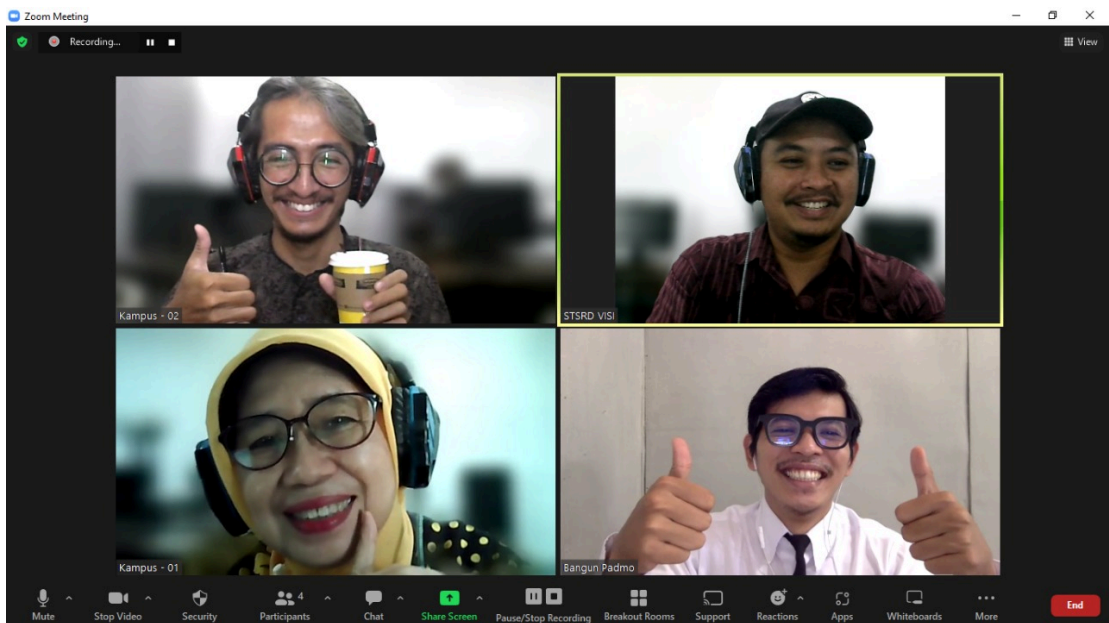 Zoom Meeting
Recording...
View
Kampus - 02
STSRD VISI
Kampus - 01
Bangun Padmo
4
Mute
Stop Video
Security
Participants
Chat
Share Screen
Pause/Stop Recording
Breakout Rooms
Support
Reactions
Apps
Whiteboards
More
End